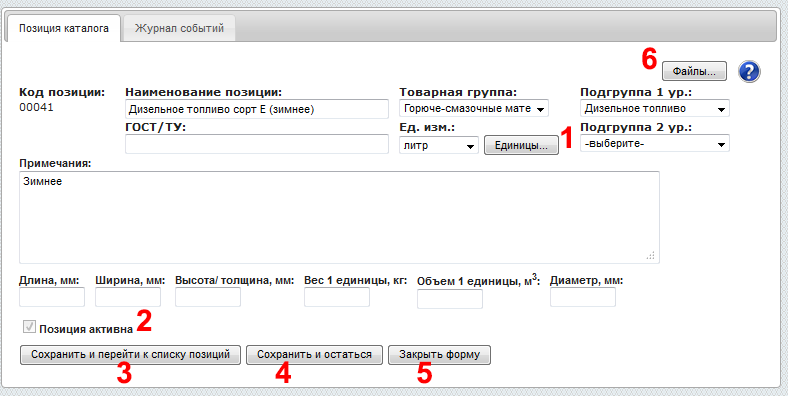 Позиция каталога Журнал событий
6 Файлы... ?
Код позиции: Наименование позиции: Товарная группа: Подгруппа 1 ур.:
00041 Дизельное топливо сорт Е (зимнее) Горюче-смазочные мате Дизельное топливо
ГОСТ/ТУ: Ед. изм.: Подгруппа 2 ур.:
литр Единицы... 1 -выберите-
Примечания:
Зимнее
Длина, мм: Ширина, мм: Высота/ толщина, мм: Вес 1 единицы, кг: Объем 1 единицы, м3: Диаметр, мм:
Позиция активна 2
Сохранить и перейти к списку позиций Сохранить и остаться Закрыть форму
3 4 5